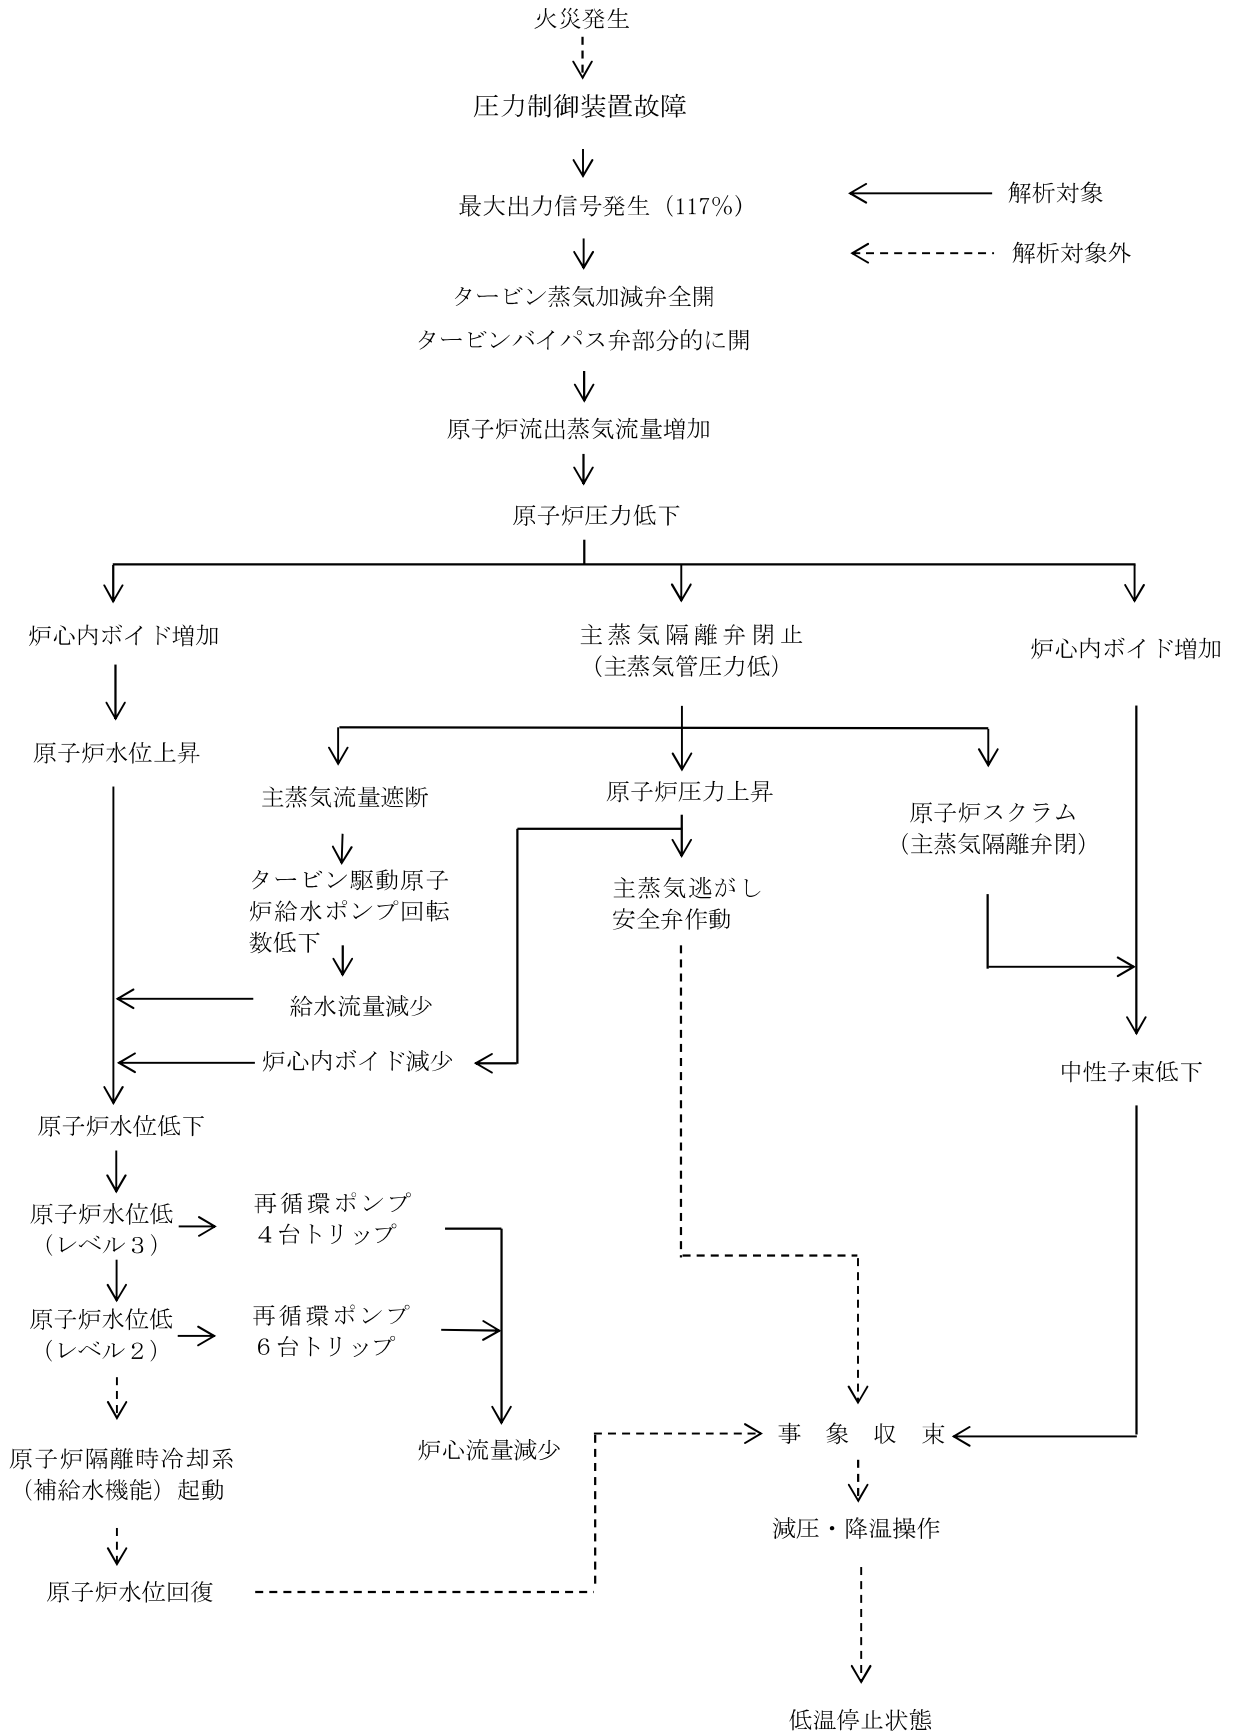 火災発生
圧力制御装置故障
最大出力信号発生（117％）
解析対象
解析対象外
タービン蒸気加減弁全開
タービンバイパス弁部分的に開
原子炉流出蒸気流量増加
原子炉圧力低下
炉心内ボイド増加
主蒸気隔離弁閉止
（主蒸気管圧力低）
炉心内ボイド増加
原子炉水位上昇
主蒸気流量遮断
原子炉圧力上昇
原子炉スクラム
（主蒸気隔離弁閉）
タービン駆動原子
炉給水ポンプ回転
数低下
主蒸気逃がし
安全弁作動
給水流量減少
炉心内ボイド減少
中性子束低下
原子炉水位低下
原子炉水位低
（レベル３）
再循環ポンプ
４台トリップ
原子炉水位低
（レベル２）
再循環ポンプ
６台トリップ
炉心流量減少
事象収束
原子炉隔離時冷却系
（補給水機能）起動
減圧・降温操作
原子炉水位回復
低温停止状態